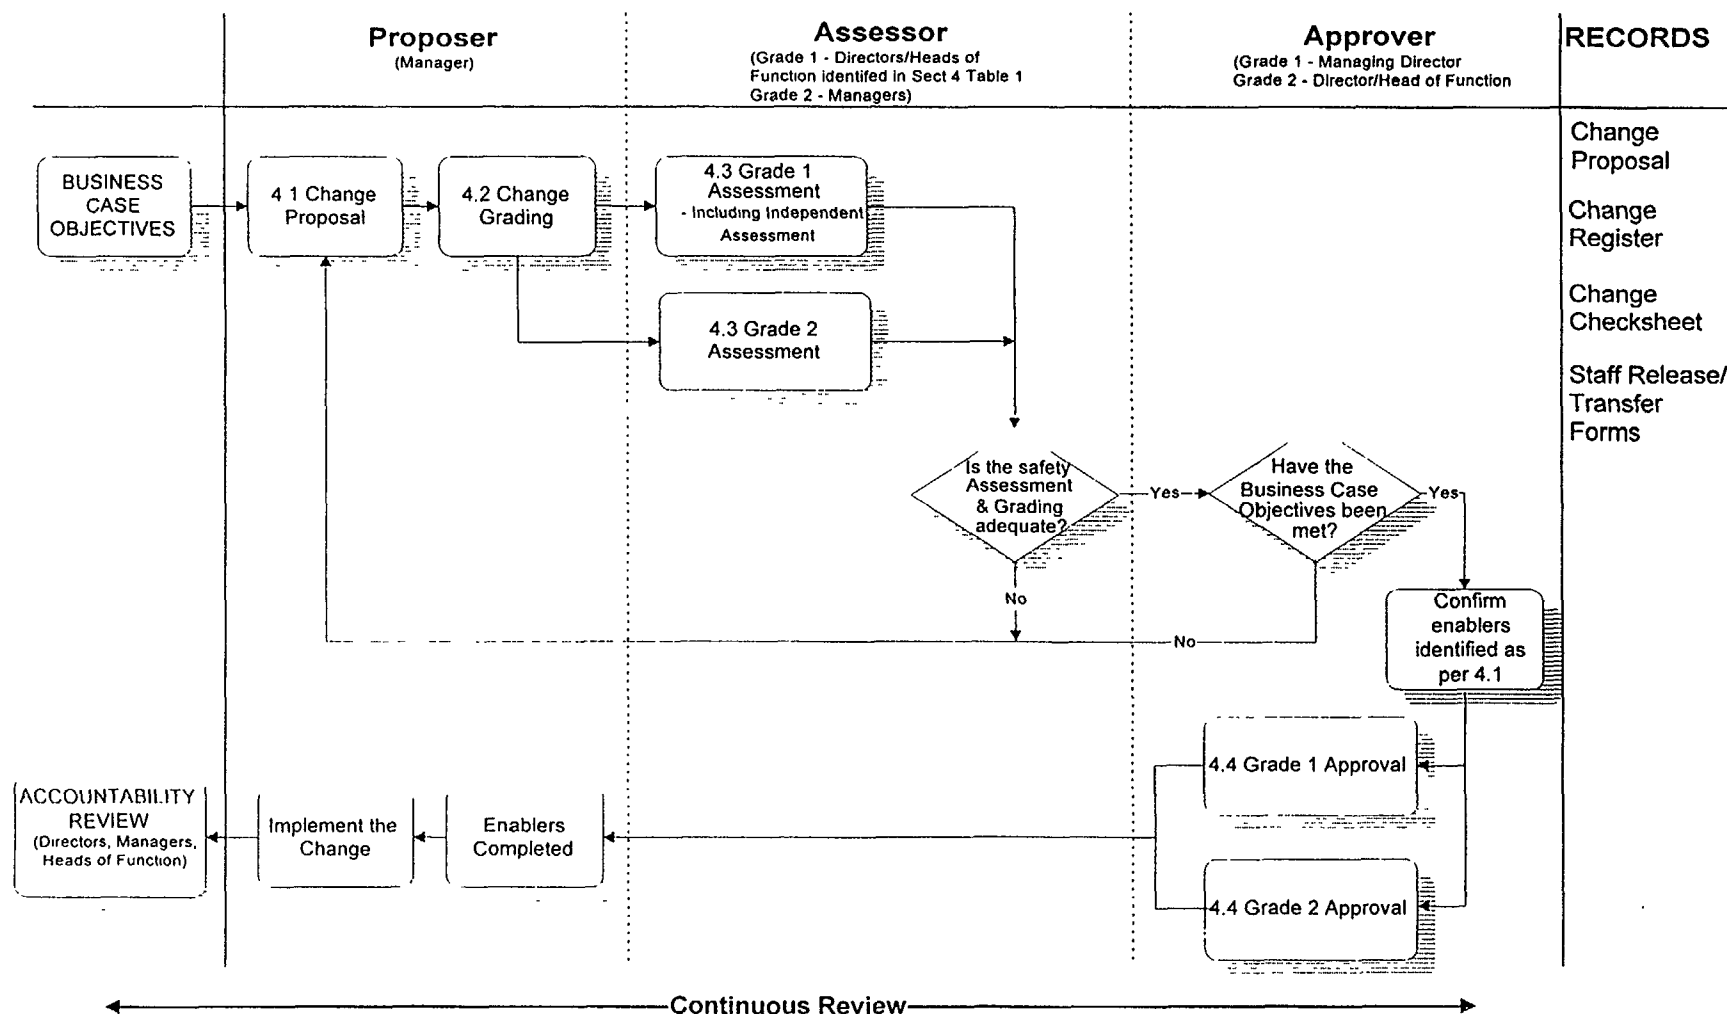 Proposer
(Manager)
Assessor
(Grade 1 - Directors/Heads of
Function identifed in Sect 4 Table 1
Grade 2 - Managers)
Approver
(Grade 1 - Managing Director
Grade 2 - Director/Head of Function
RECORDS
BUSINESS
CASE
OBJECTIVES
4 1 Change
Proposal
4.2 Change
Grading
4.3 Grade 1
Assessment
- Including Independent
Assessment
4.3 Grade 2
Assessment
Change
Proposal
Change
Register
Change
Checksheet
Staff Release/
Transfer
Forms
Is the safety
Assessment
& Grading
adequate?
Yes
No
Have the
Business Case
Objectives been
met?
Yes
No
Confirm
enablers
identified as
per 4.1
4.4 Grade 1 Approval
4.4 Grade 2 Approval
Enablers
Completed
Implement the
Change
ACCOUNTABILITY
REVIEW
(Directors, Managers,
Heads of Function)
Continuous Review